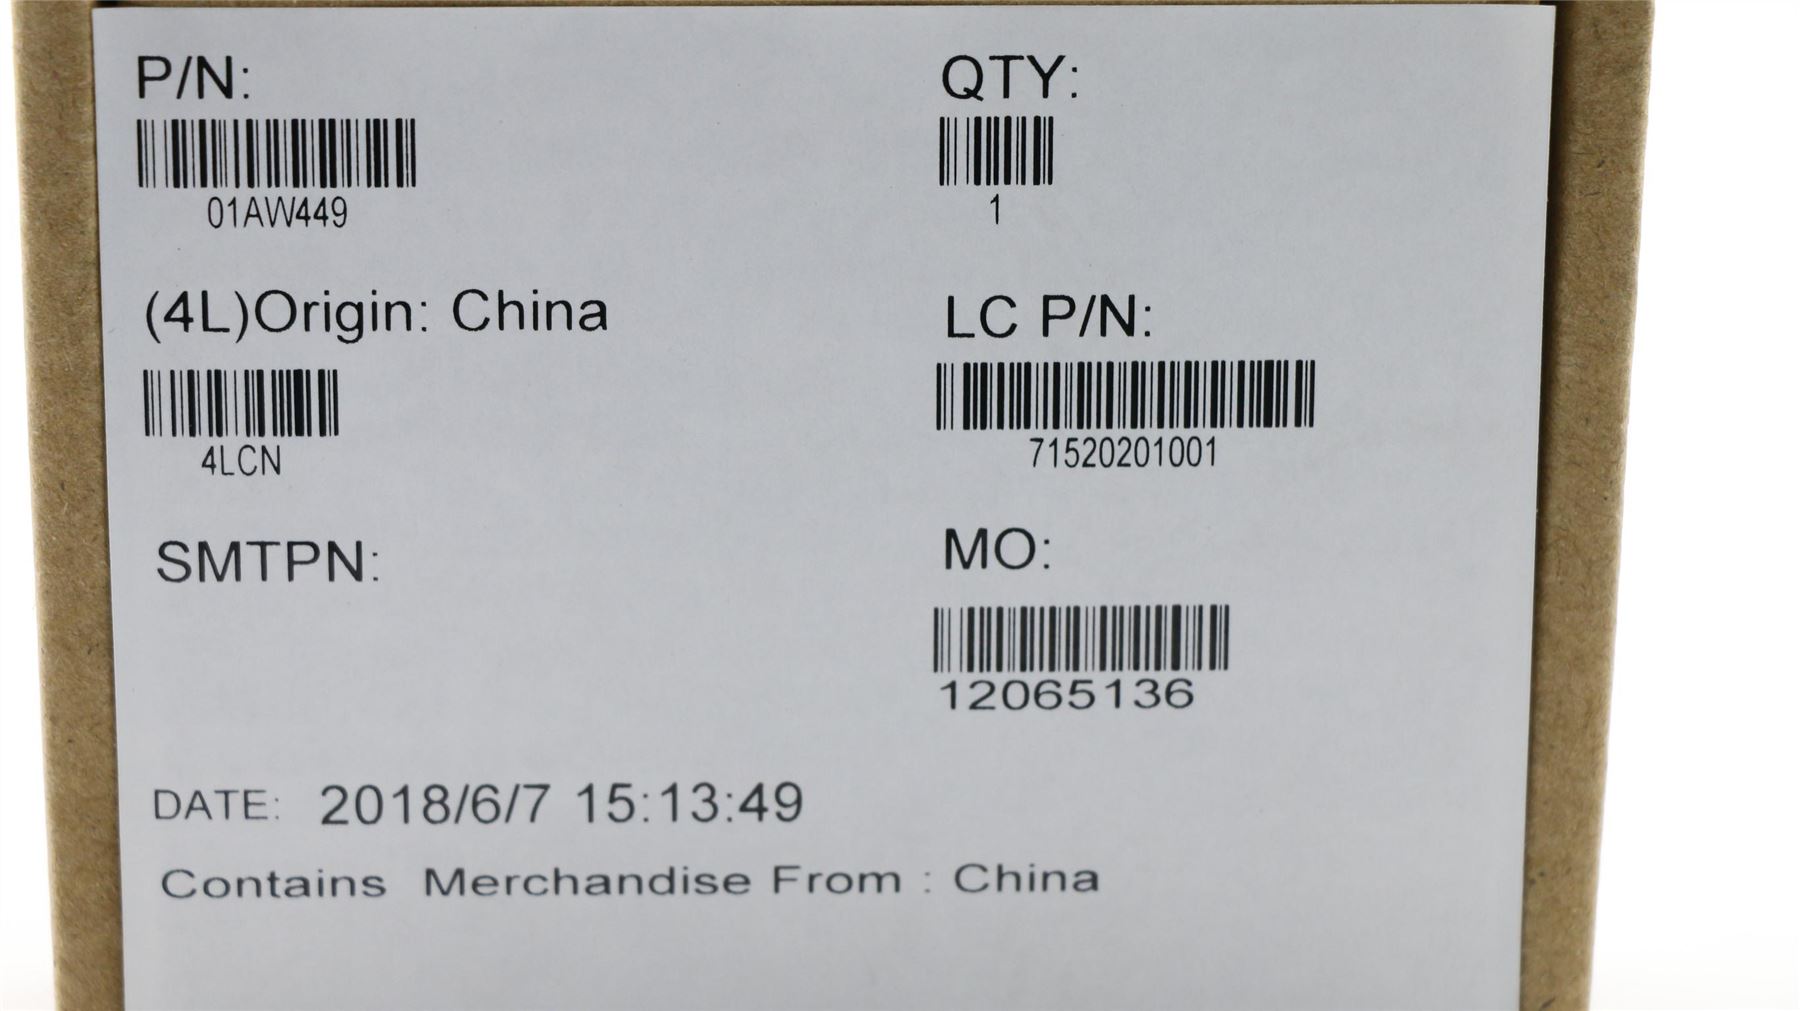 P/N:
QTY:
01AW449
1
(4L)Origin: China
LC P/N:
4LCN
71520201001
SMTPN:
MO:
12065136
DATE: 2018/6/7 15:13:49
Contains Merchandise From : China